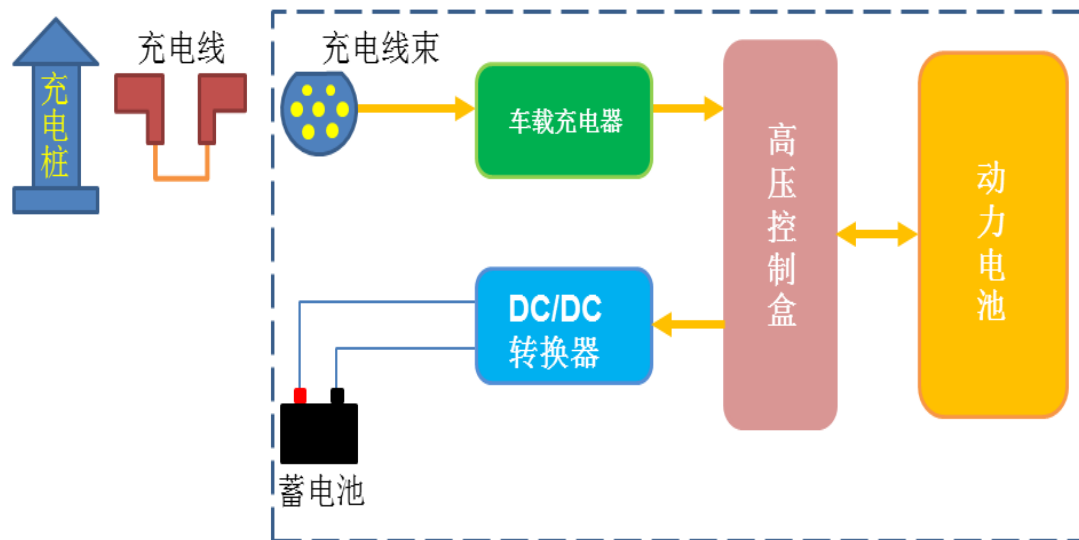 充电桩
充电线
充电线束
车载充电器
高压控制盒
动力电池
DC/DC
转换器
蓄电池